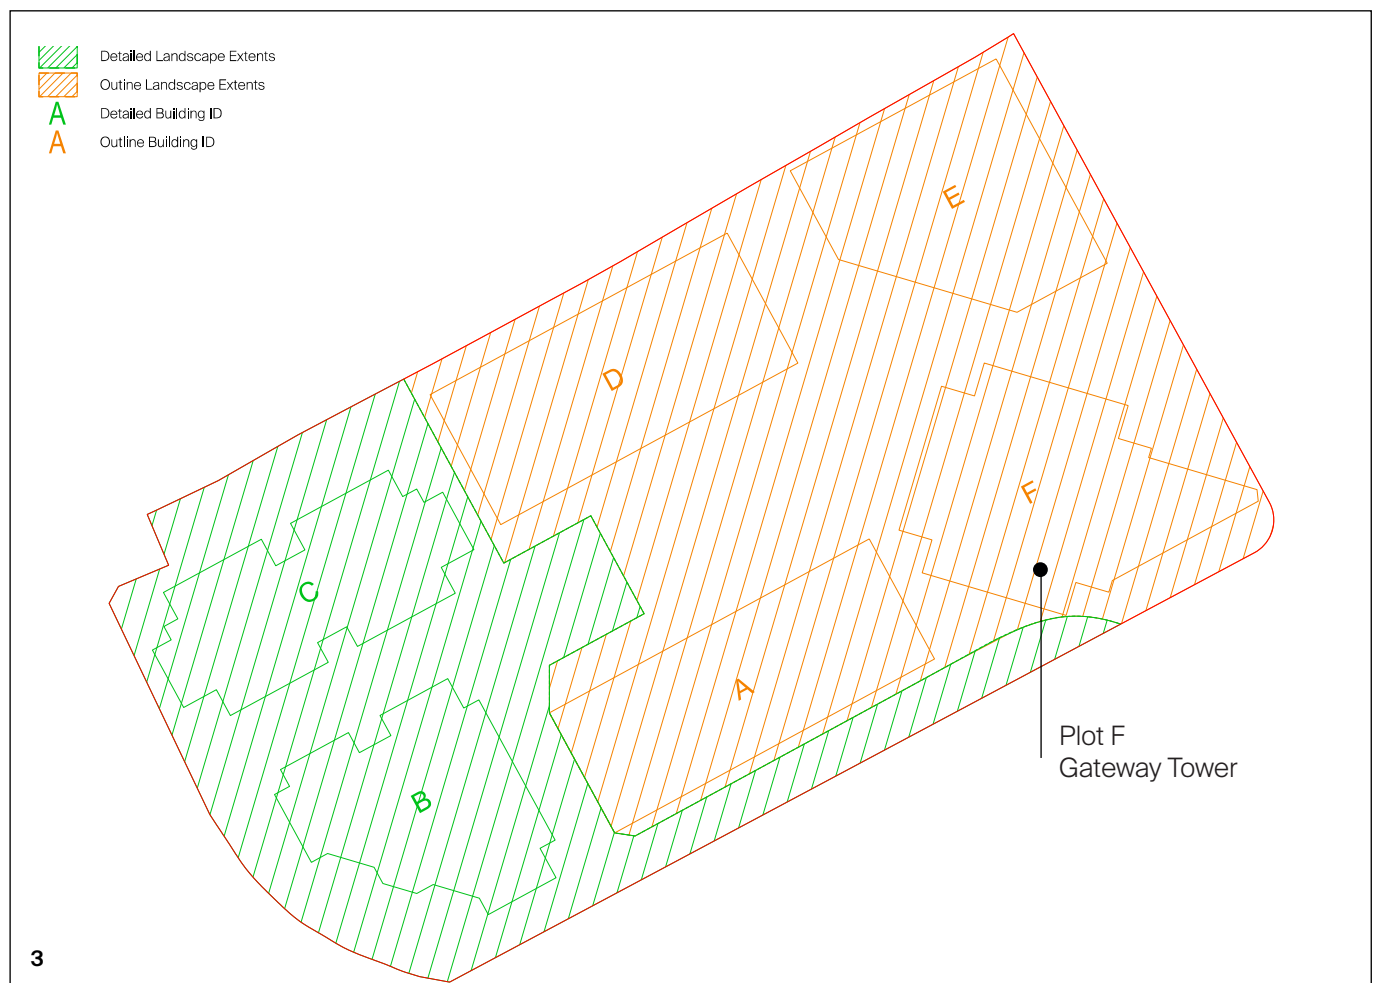 Detailed Landscape Extents
Outine Landscape Extents
A Detailed Building ID
A Outline Building ID
E
D
F
C
A
B
Plot F
Gateway Tower
3